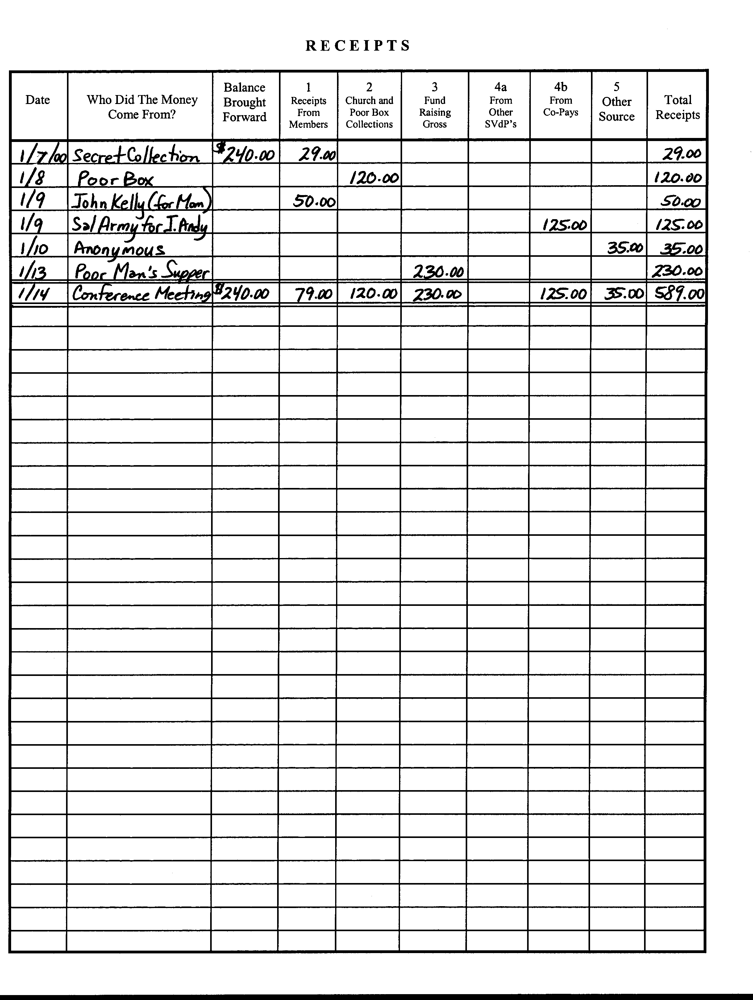 RECEIPTS
Date
Who Did The Money
Come From?
Balance
Brought
Forward
1
Receipts
From
Members
2
Church and
Poor Box
Collections
3
Fund
Raising
Gross
4a
From
Other
SVdP's
4b
From
Co-Pays
5
Other
Source
Total
Receipts
1/7/00 Secret Collection $240.00 29.00 29.00
1/8 Poor Box 120.00 120.00
1/9 John Kelly (for Mom) 50.00 50.00
1/9 Sal Army for I. Andy 125.00 125.00
1/10 Anonymous 35.00 35.00
1/13 Poor Man's Supper 230.00 230.00
1/14 Conference Meeting $240.00 79.00 120.00 230.00 125.00 35.00 589.00